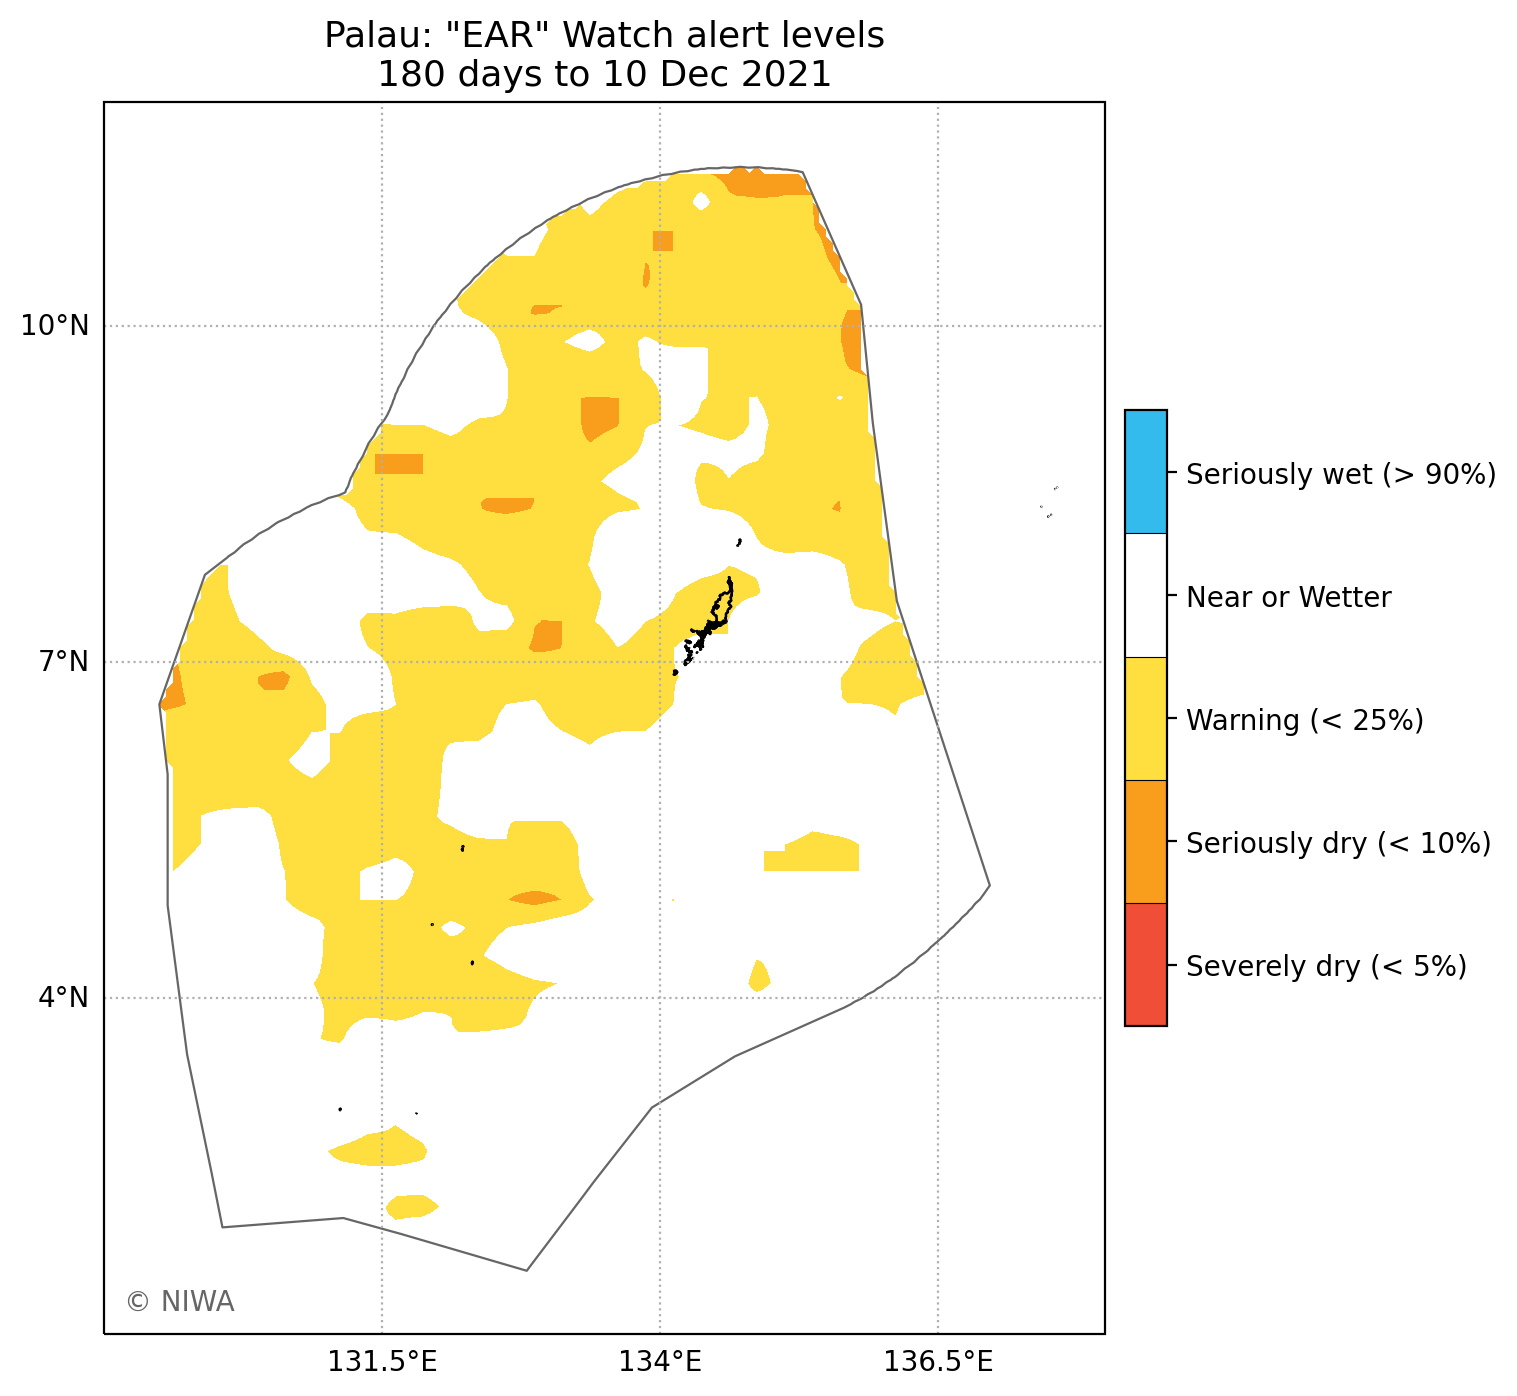 Palau: "EAR" Watch alert levels
180 days to 10 Dec 2021
10°N
7°N
4°N
131.5°E
134°E
136.5°E
Seriously wet (> 90%)
Near or Wetter
Warning (< 25%)
Seriously dry (< 10%)
Severely dry (< 5%)
© NIWA